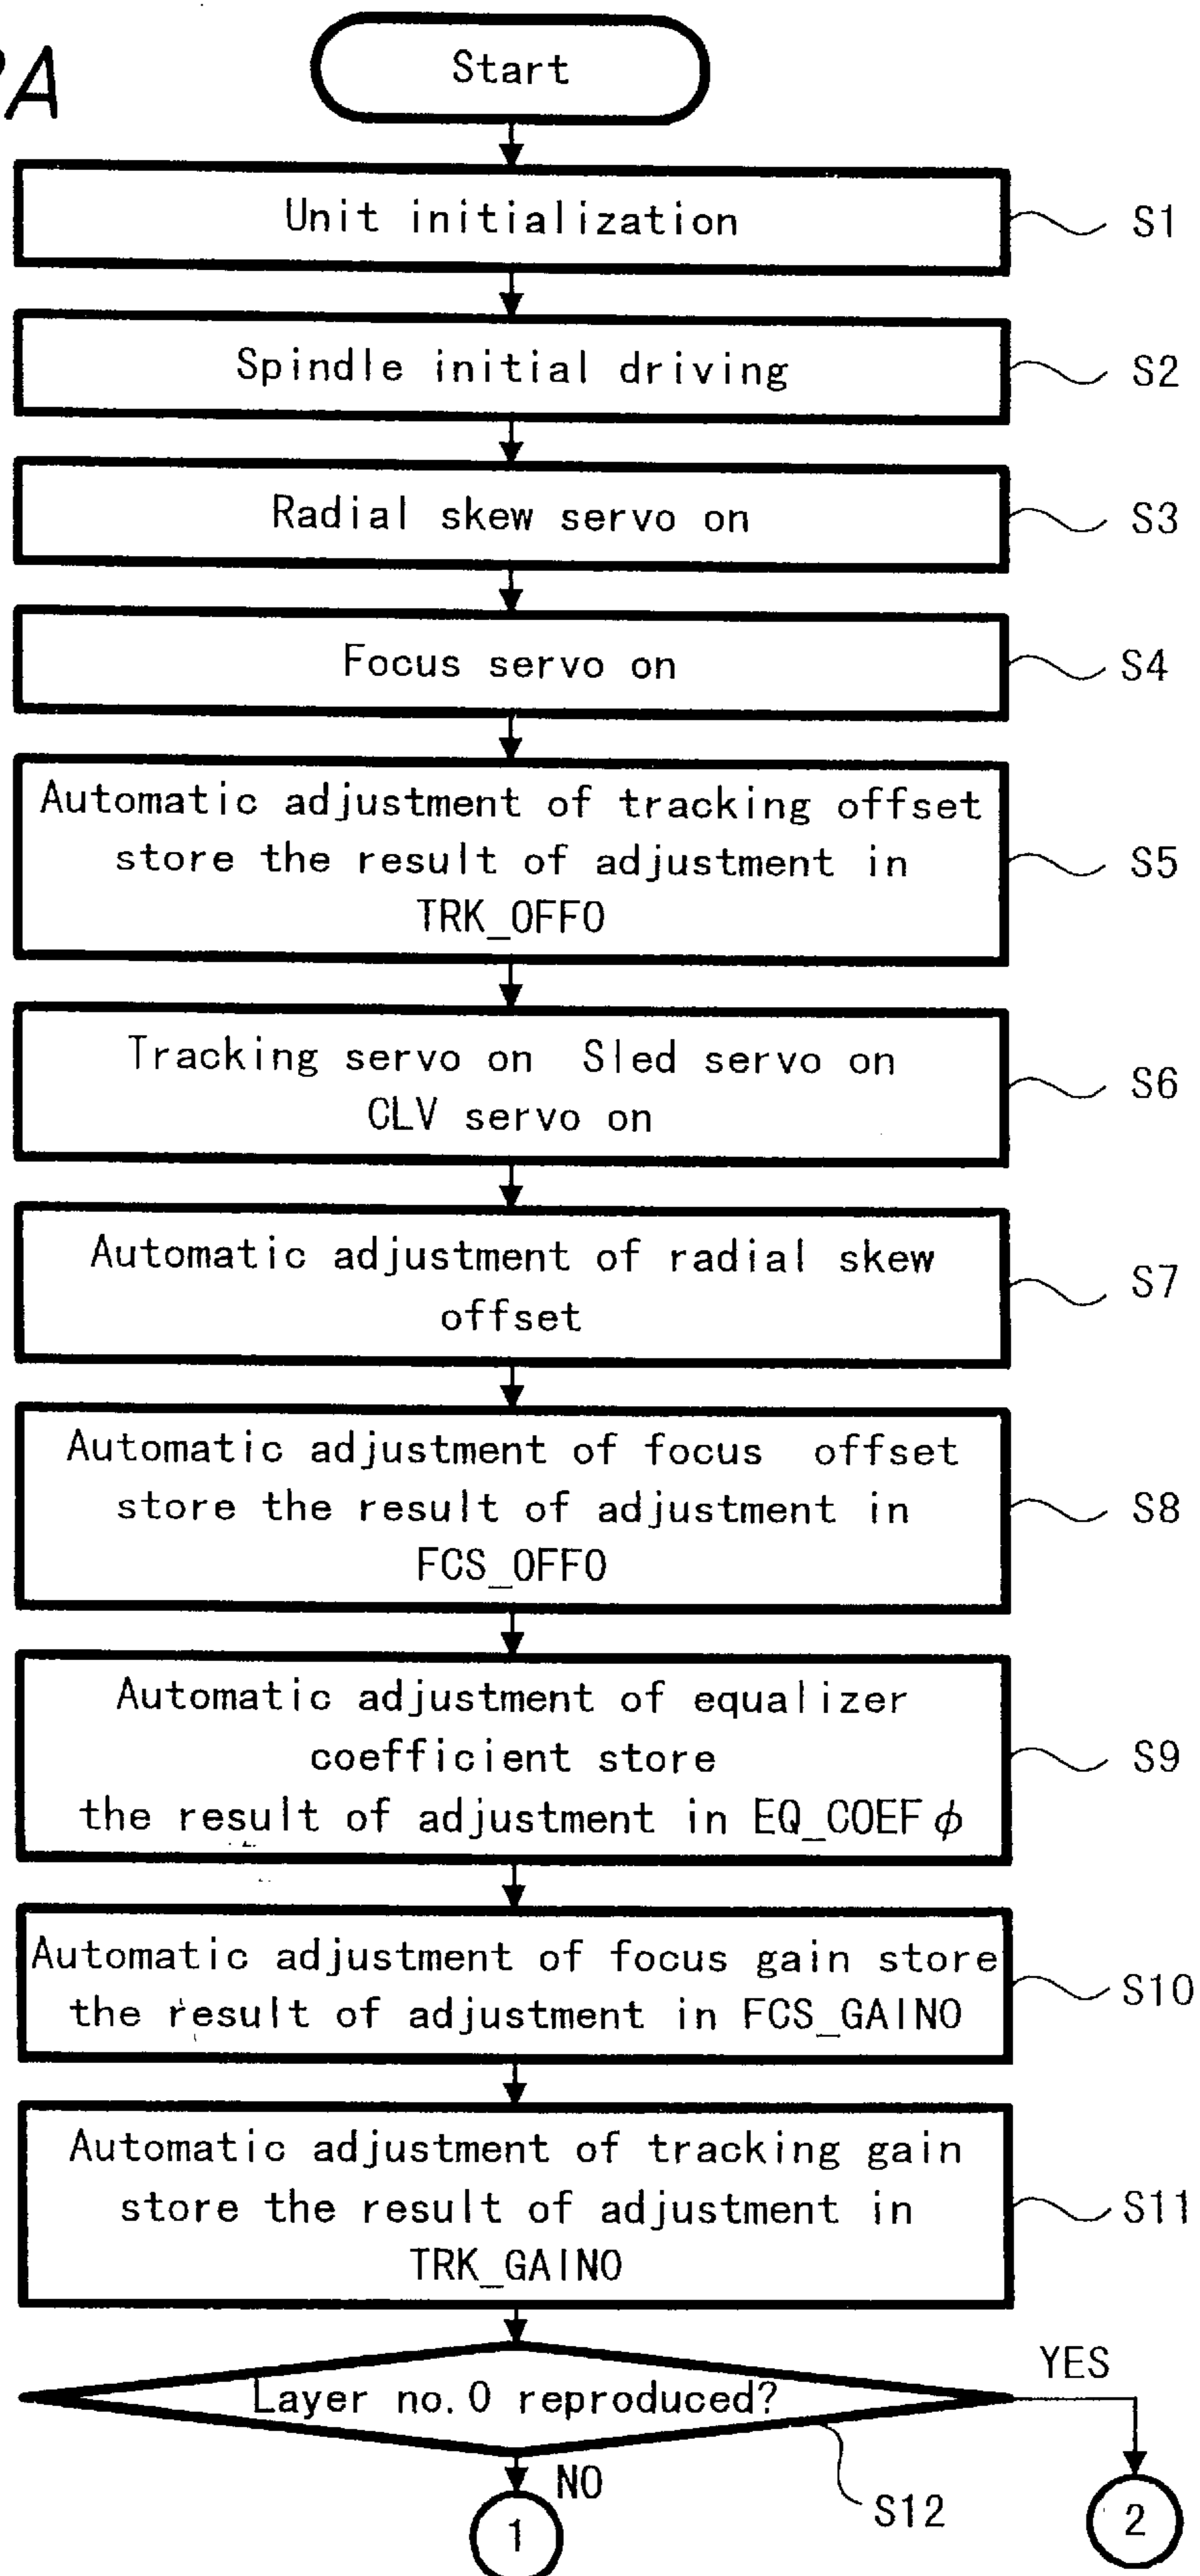 A
Start
Unit initialization
S1
Spindle initial driving
S2
Radial skew servo on
S3
Focus servo on
S4
Automatic adjustment of tracking offset
store the result of adjustment in
TRK_OFF0
S5
Tracking servo on Sled servo on
CLV servo on
S6
Automatic adjustment of radial skew
offset
S7
Automatic adjustment of focus offset
store the result of adjustment in
FCS_OFF0
S8
Automatic adjustment of equalizer
coefficient store
the result of adjustment in EQ_COEFϕ
S9
Automatic adjustment of focus gain store
the result of adjustment in FCS_GAIN0
S10
Automatic adjustment of tracking gain
store the result of adjustment in
TRK_GAIN0
S11
Layer no.0 reproduced?
YES
NO
S12
1
2